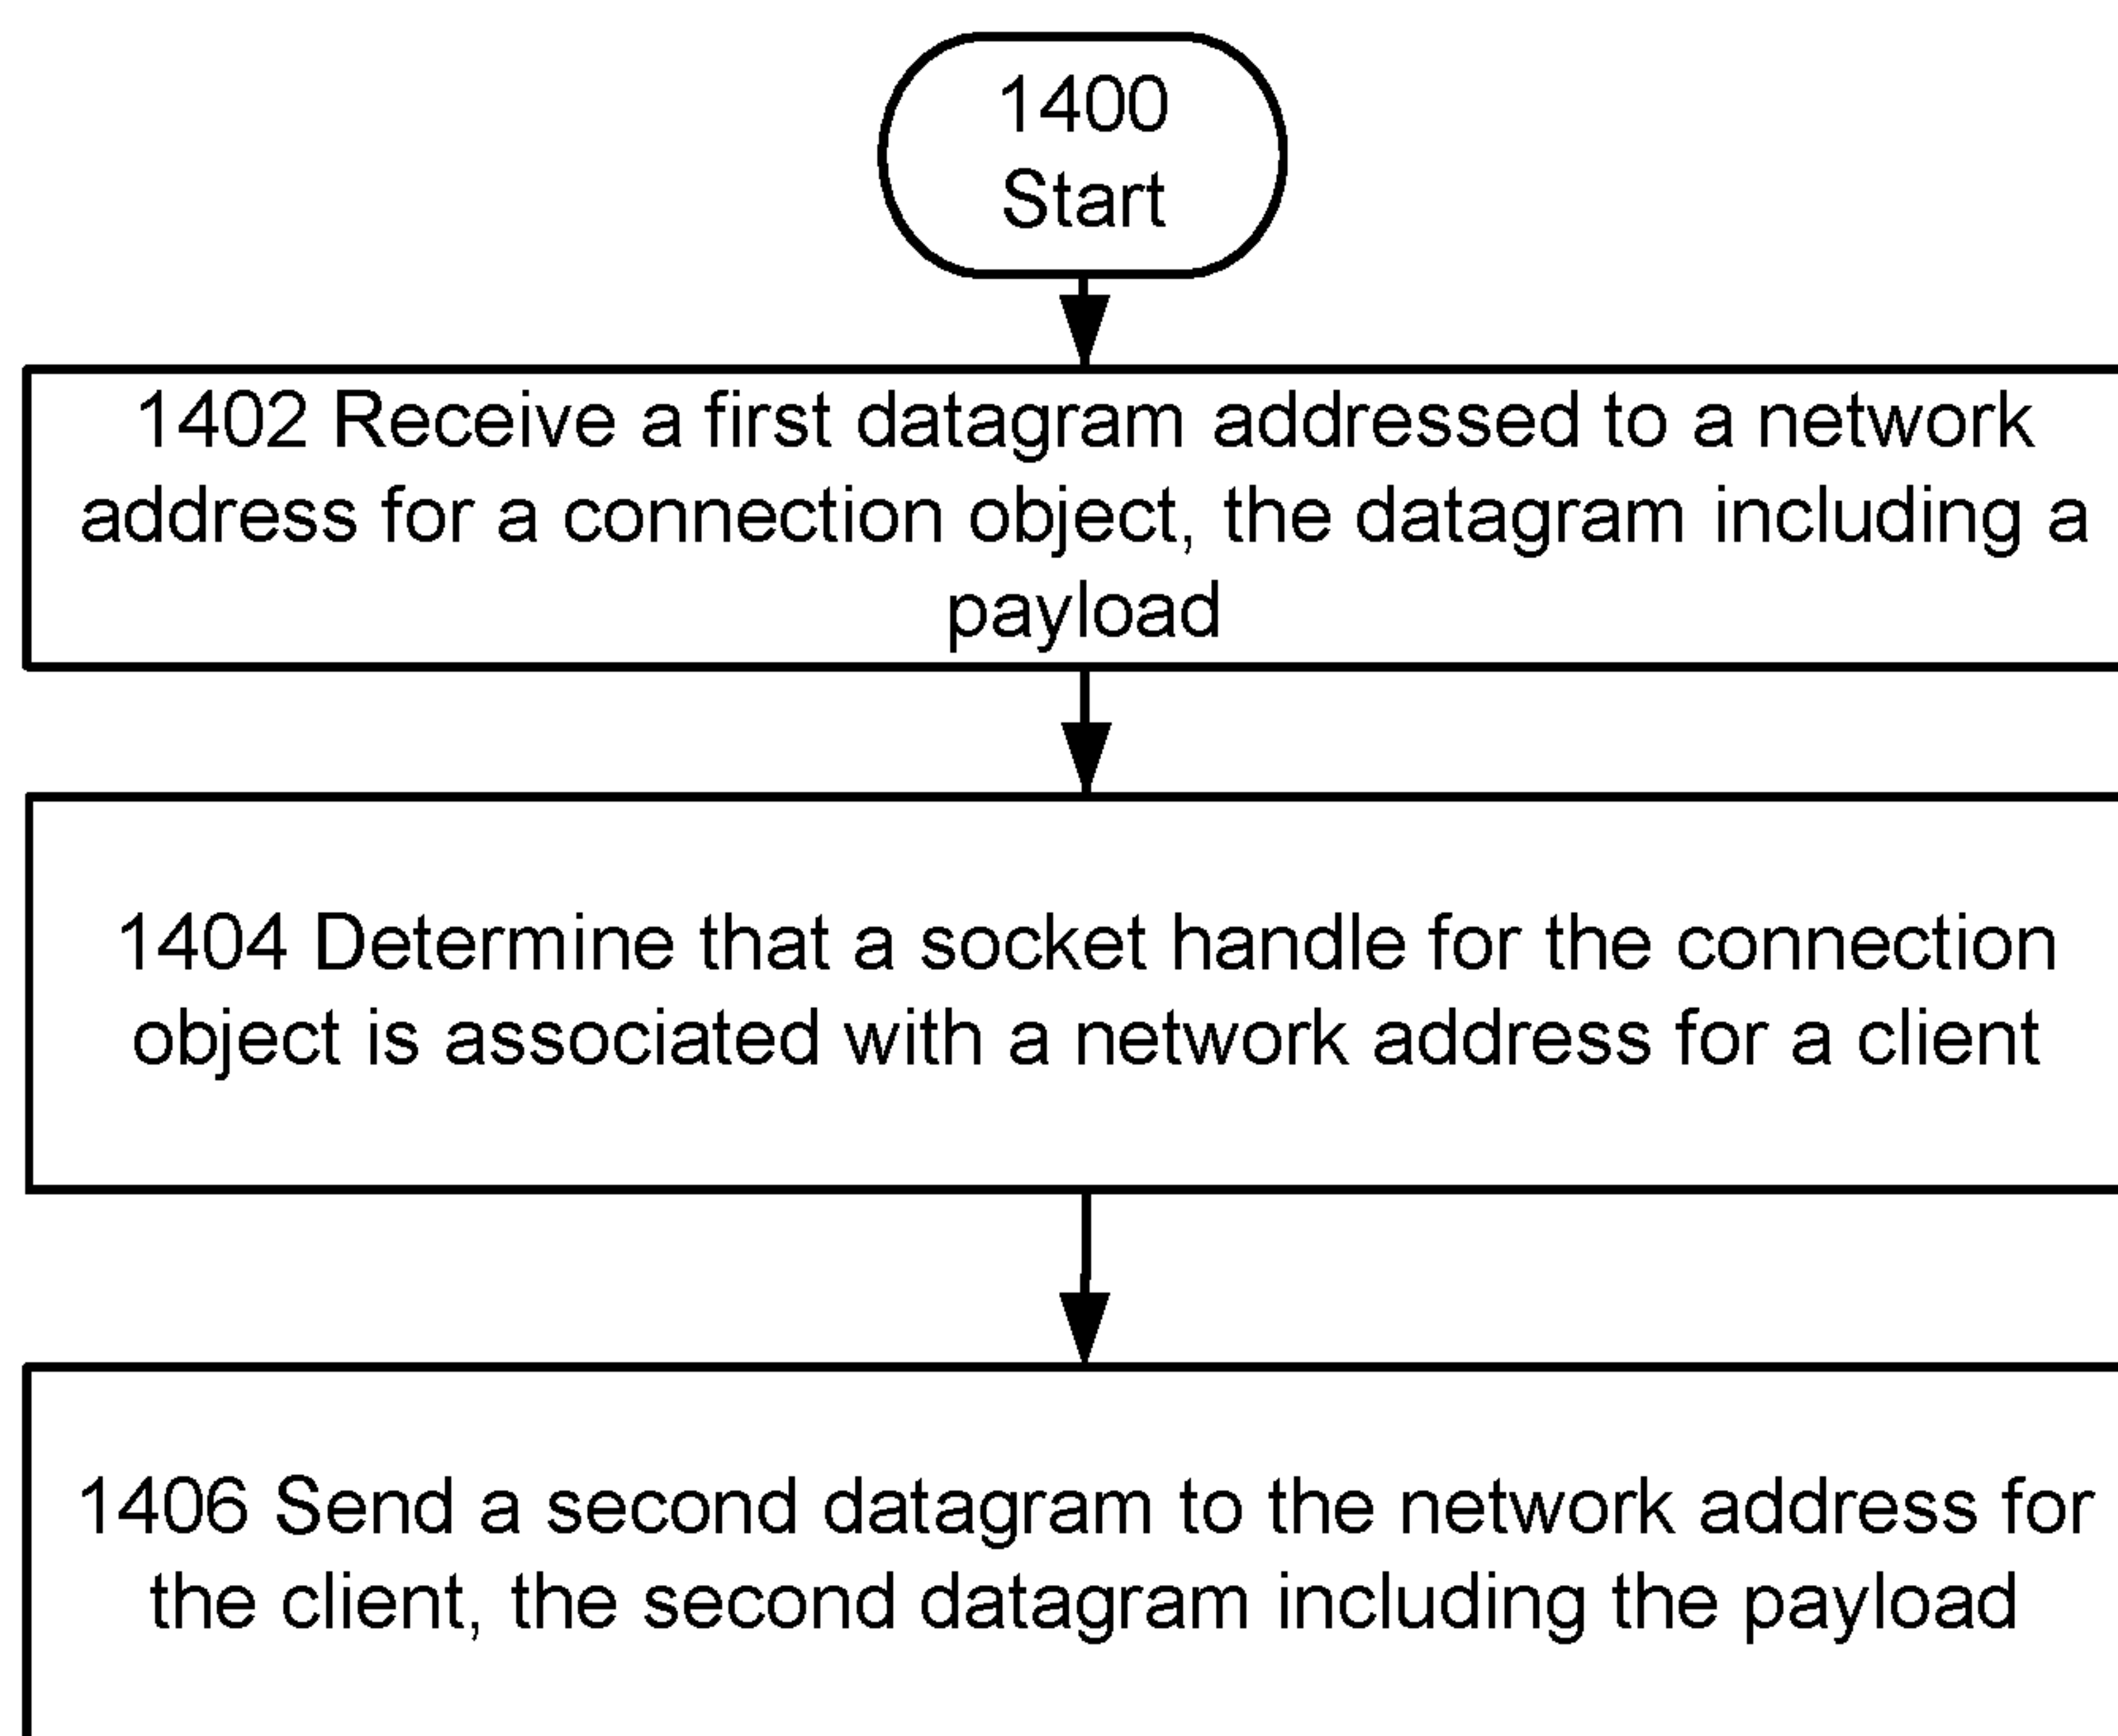 1400
Start
1402 Receive a first datagram addressed to a network
address for a connection object, the datagram including a
payload
1404 Determine that a socket handle for the connection
object is associated with a network address for a client
1406 Send a second datagram to the network address for
the client, the second datagram including the payload